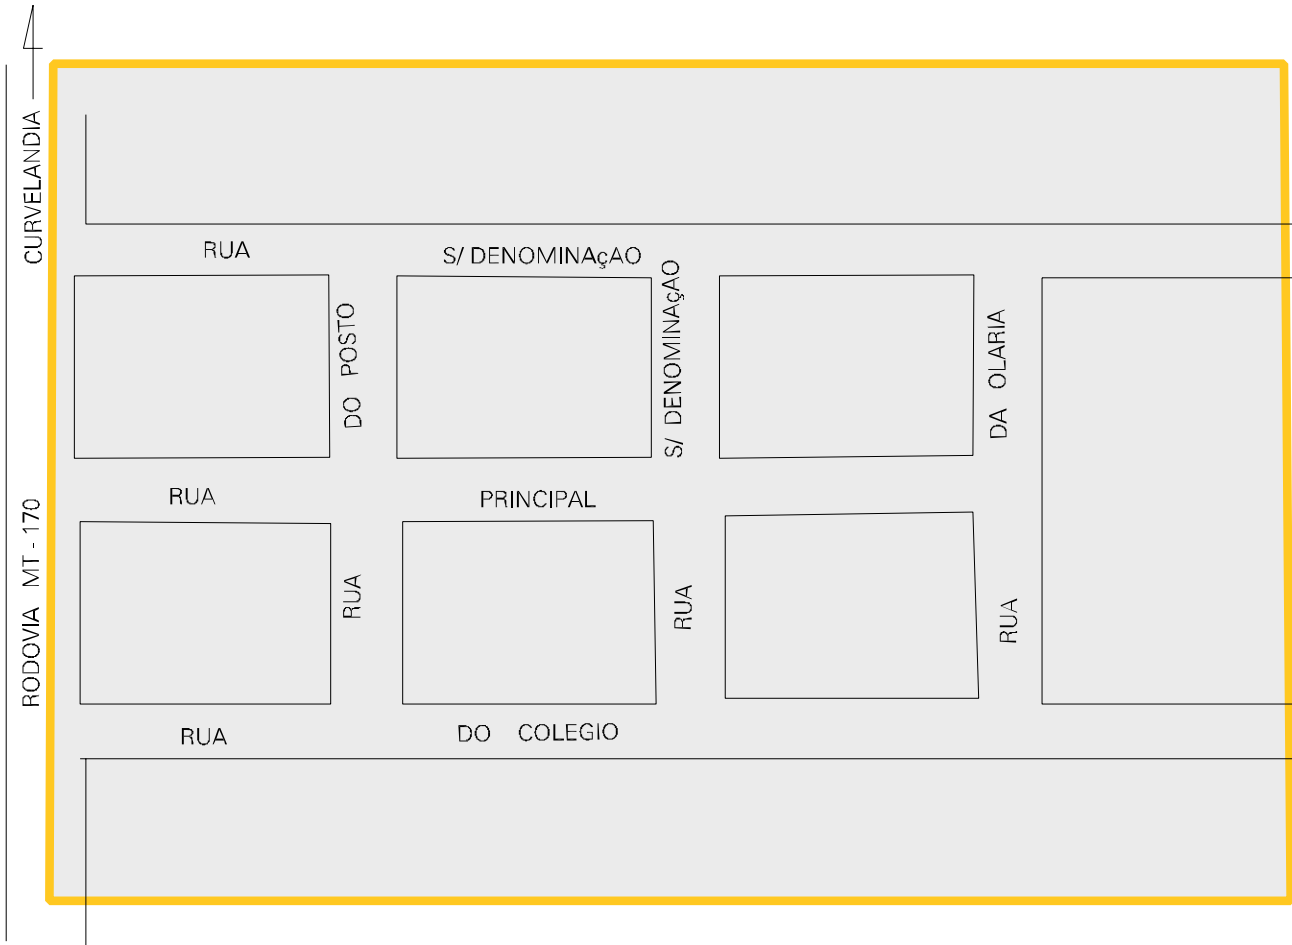 CURVELANDIA
RODOVIA MT - 170
RUA S/ DENOMINAçAO
RUA DO POSTO
RUA S/ DENOMINAçAO
RUA DA OLARIA
RUA PRINCIPAL
RUA DO COLEGIO